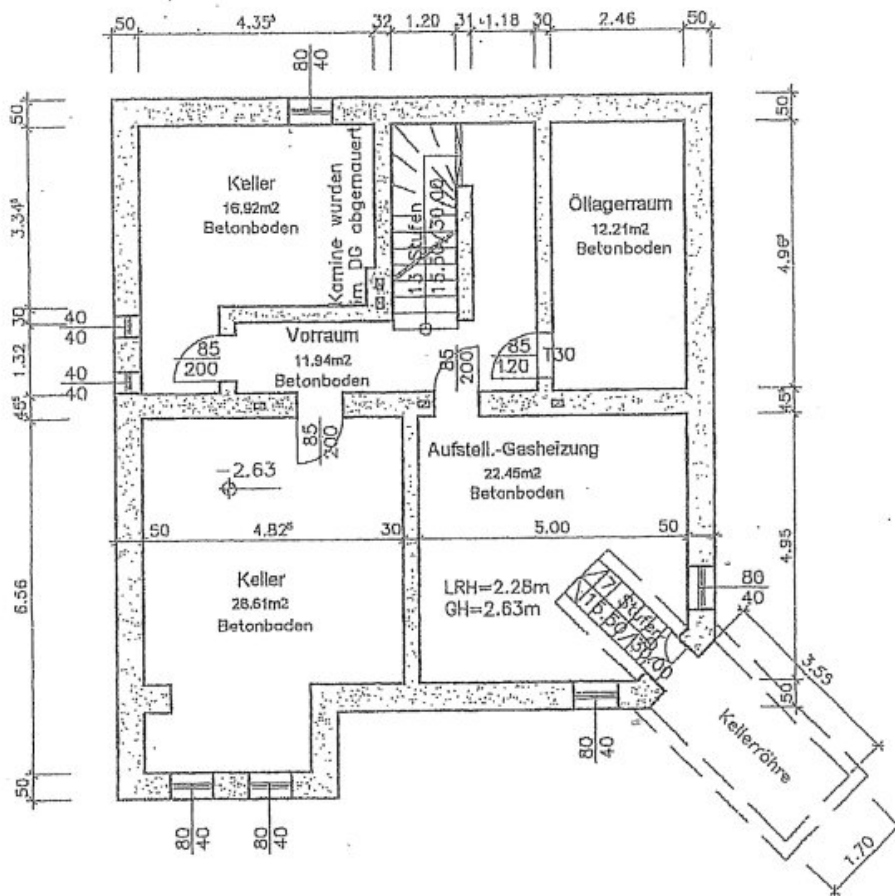 50 4.35⁵ 32 1.20 31 1.18 30 2.46 50
80
40
50
3.34⁵
30
1.32
45⁵
6.56
50
50
4.96⁵
45⁵
4.95
50
Keller
16.92m2
Betonboden
Kamine wurden
im DG abgemauert
15.50/30.00
Öllagerraum
12.21m2
Betonboden
40
40
40
40
85
200
Vorraum
11.94m2
Betonboden
85
200
85
120
T30
85
200
-2.63
Aufstell.-Gasheizung
22.45m2
Betonboden
50 4.82⁵ 30 5.00 50
Keller
28.61m2
Betonboden
LRH=2.28m
GH=2.63m
17 Stufen
15.50/30.00
80
40
3.53
Kellerröhre
1.70
80
40
80
40
80
40